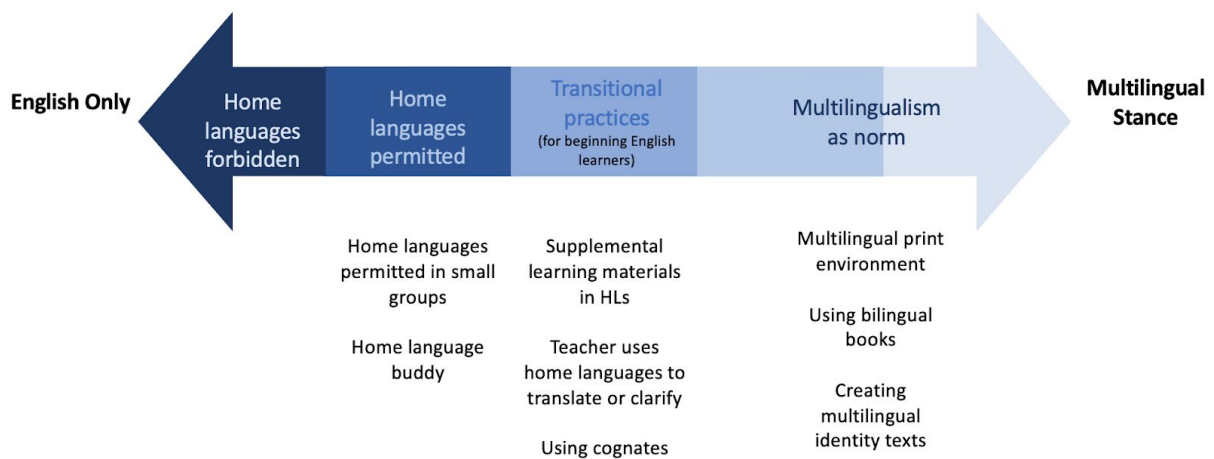 English Only
Home
languages
forbidden
Home
languages
permitted
Transitional
practices
(for beginning English
learners)
Multilingualism
as norm
Multilingual
Stance
Home languages
permitted in small
groups
Home language
buddy
Supplemental
learning materials
in HLs
Teacher uses
home languages to
translate or clarify
Using cognates
Multilingual print
environment
Using bilingual
books
Creating
multilingual
identity texts